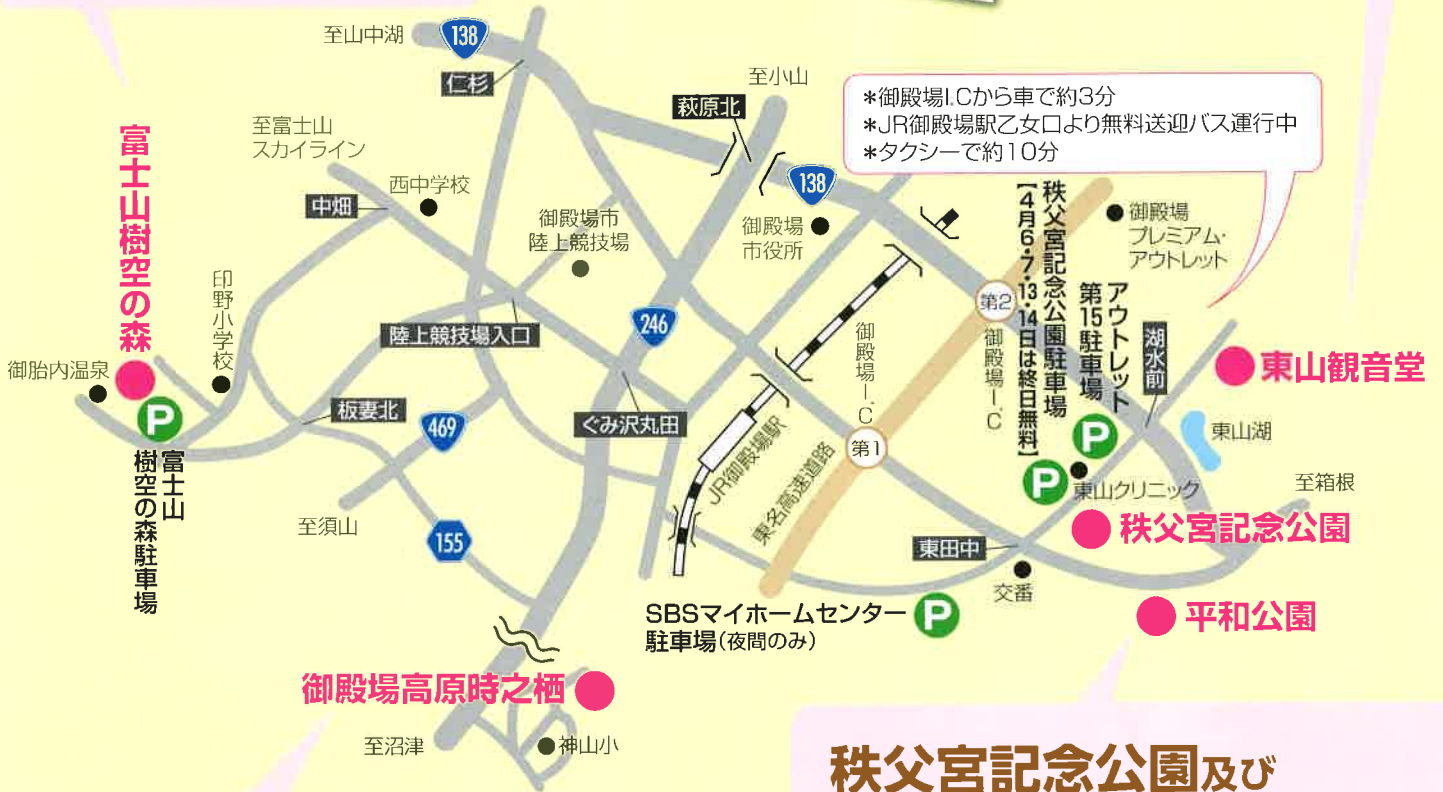 至山中湖
138
仁杉
至小山
萩原北
*御殿場I.Cから車で約3分
*JR御殿場駅乙女口より無料送迎バス運行中
*タクシーで約10分
至富士山
スカイライン
富士山樹空の森
西中学校
中畑
138
御殿場市
陸上競技場
御殿場
市役所
秩父宮記念公園駐車場
【4月6・7・13・14日は終日無料】
御殿場
プレミアム・
アウトレット
印野小学校
アウトレット
第15駐車場
第2
御殿場I.C
246
陸上競技場入口
御殿場I.C
湖水前
東山観音堂
御胎内温泉
P
板妻北
469
ぐみ沢丸田
JR御殿場駅
第1
東名高速道路
P
P
東山湖
富士山
樹空の森駐車場
東山クリニック
至箱根
至須山
155
東田中
秩父宮記念公園
交番
SBSマイホームセンター
駐車場(夜間のみ)
P
平和公園
御殿場高原時之栖
至沼津
神山小
秩父宮記念公園及び